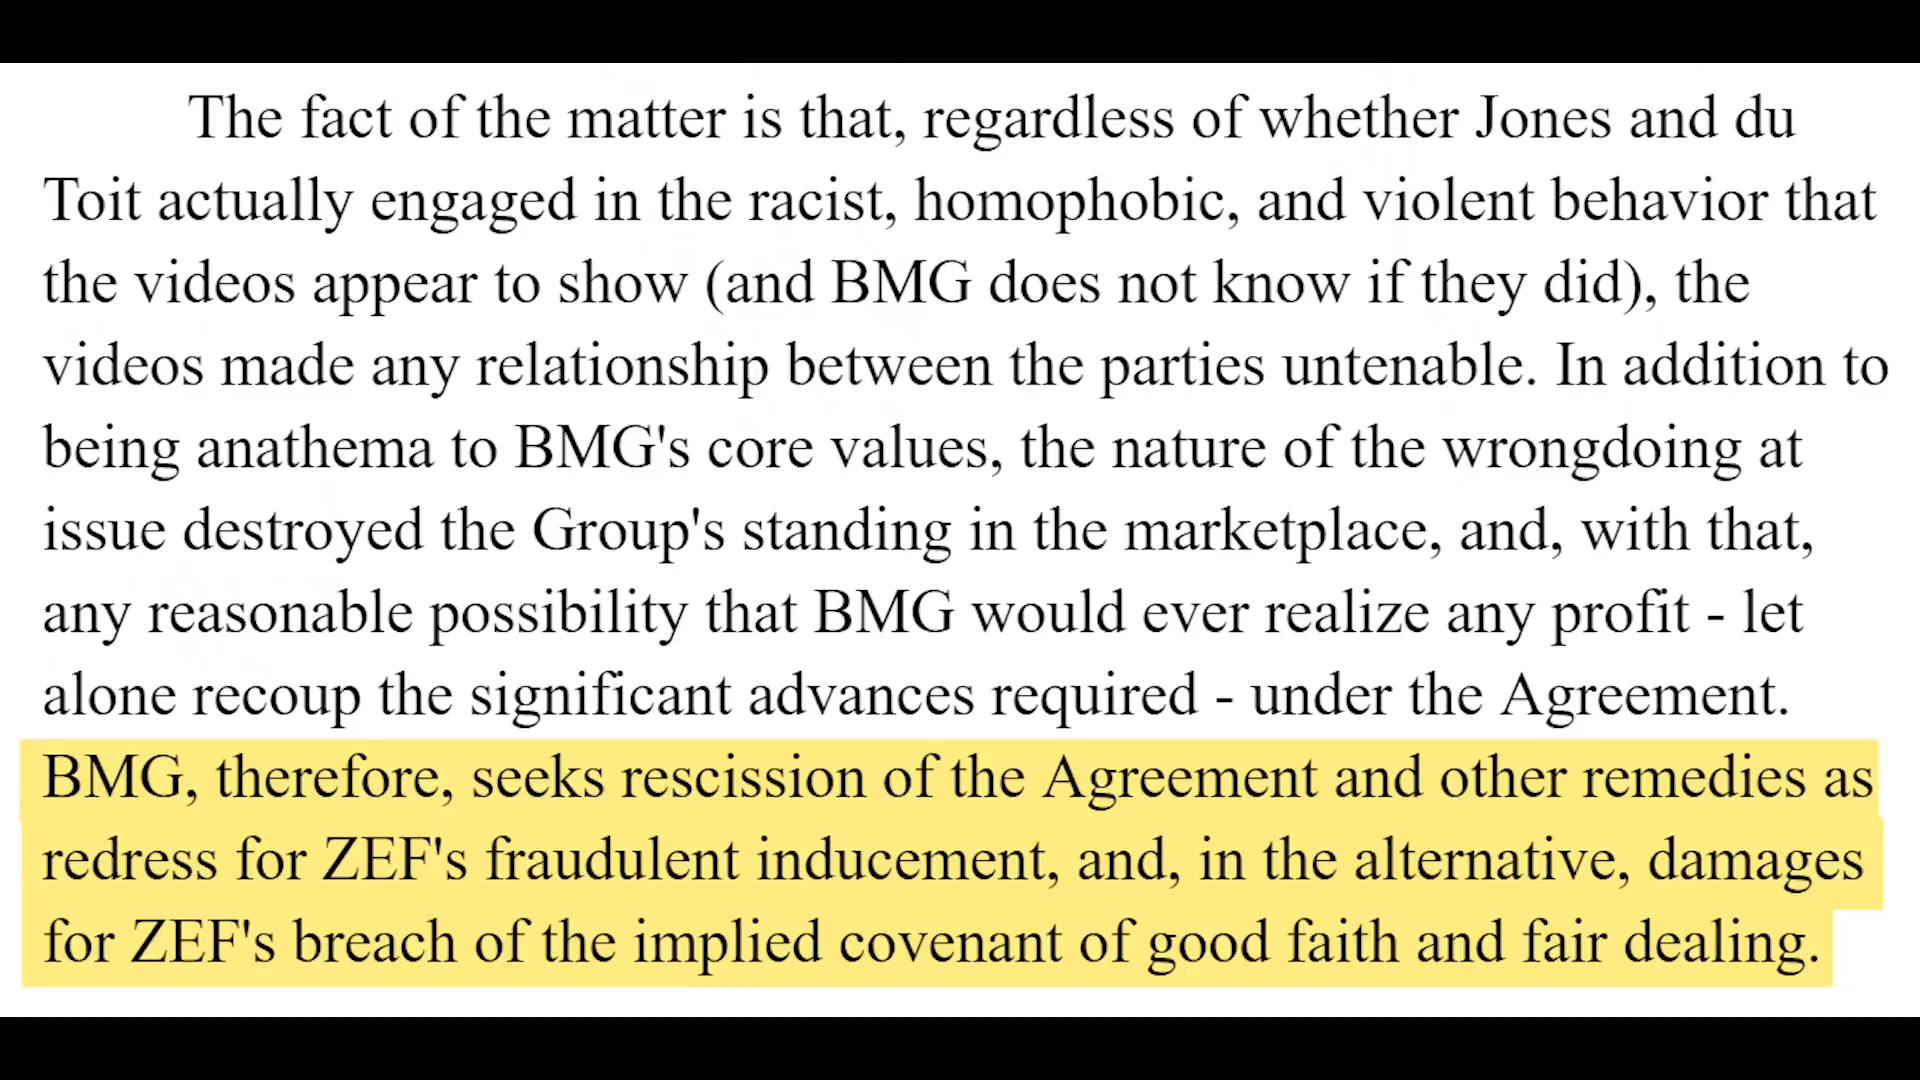 The fact of the matter is that, regardless of whether Jones and du
Toit actually engaged in the racist, homophobic, and violent behavior that
the videos appear to show (and BMG does not know if they did), the
videos made any relationship between the parties untenable. In addition to
being anathema to BMG's core values, the nature of the wrongdoing at
issue destroyed the Group's standing in the marketplace, and, with that,
any reasonable possibility that BMG would ever realize any profit - let
alone recoup the significant advances required - under the Agreement.
BMG, therefore, seeks rescission of the Agreement and other remedies as
redress for ZEF's fraudulent inducement, and, in the alternative, damages
for ZEF's breach of the implied covenant of good faith and fair dealing.